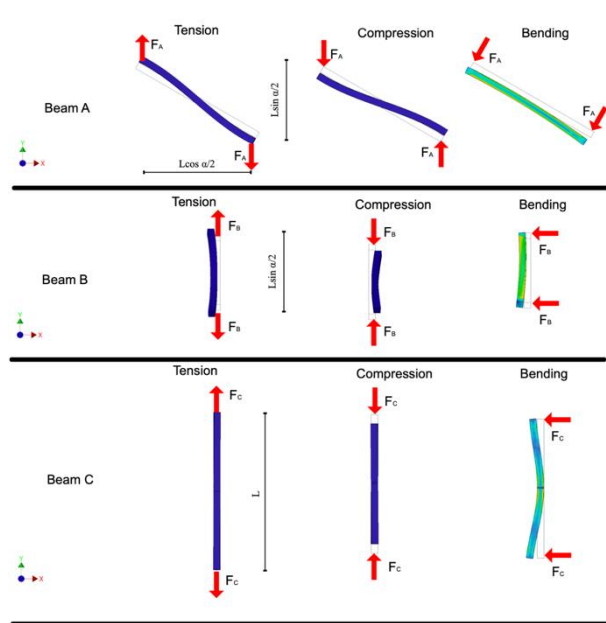 Tension
Compression
Bending
FA
FA
FA
Lsin α/2
Beam A
FA
FA
FA
Y
X
Lcos α/2
Tension
Compression
Bending
FB
FB
FB
Beam B
Lsin α/2
FB
FB
FB
Y
X
Tension
Compression
Bending
FC
FC
FC
Beam C
L
FC
FC
FC
Y
X